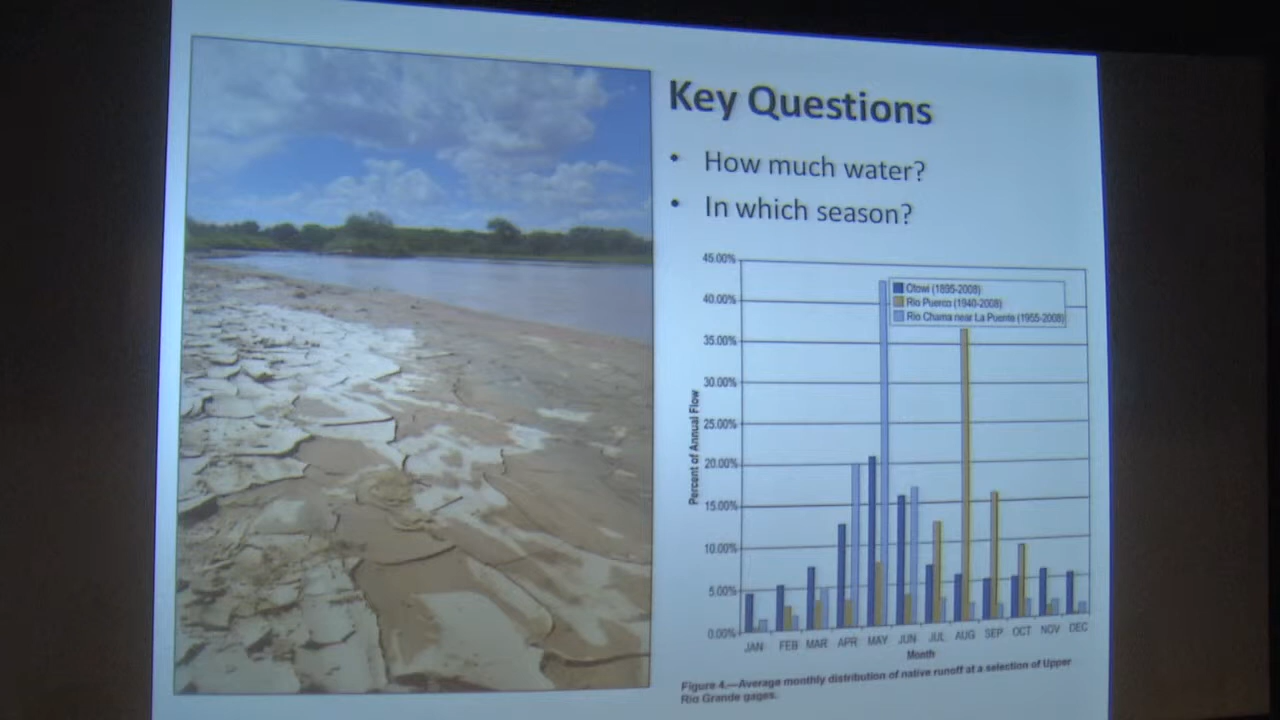 Key Questions
• How much water?
• In which season?
45.00%
40.00%
35.00%
30.00%
25.00%
20.00%
15.00%
10.00%
5.00%
0.00%
Percent of Annual Flow
Otowi (1895-2008)
Rio Puerco (1940-2008)
Rio Chama near La Puente (1955-2008)
JAN FEB MAR APR MAY JUN JUL AUG SEP OCT NOV DEC
Month
Figure 4.—Average monthly distribution of native runoff at a selection of Upper
Rio Grande gages.